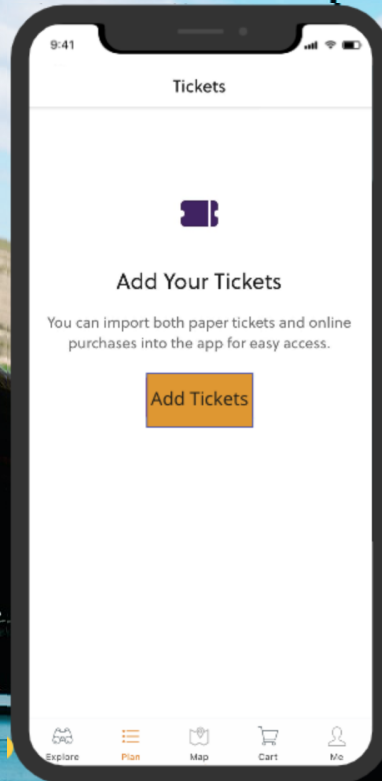 9:41
Tickets
Add Your Tickets
You can import both paper tickets and online
purchases into the app for easy access.
Add Tickets
Explore
Plan
Map
Cart
Me